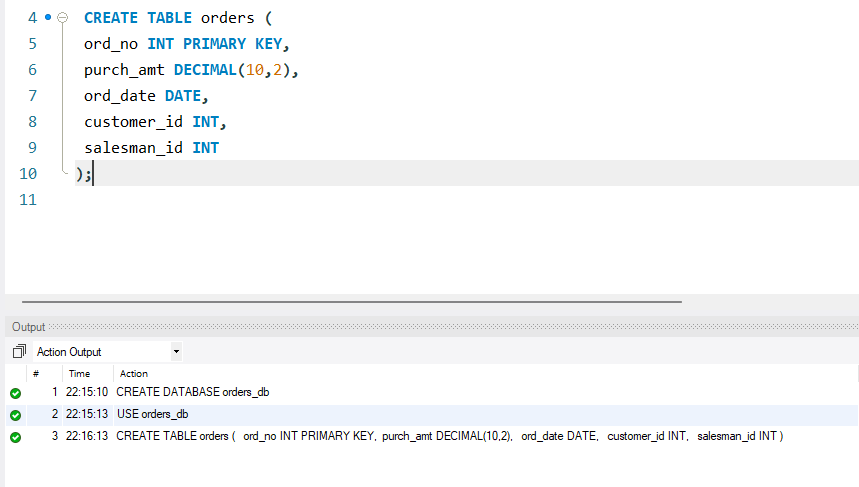 4 CREATE TABLE orders (
5 ord_no INT PRIMARY KEY,
6 purch_amt DECIMAL(10,2),
7 ord_date DATE,
8 customer_id INT,
9 salesman_id INT
10 );
11
Output
Action Output
# Time Action
1 22:15:10 CREATE DATABASE orders_db
2 22:15:13 USE orders_db
3 22:16:13 CREATE TABLE orders ( ord_no INT PRIMARY KEY, purch_amt DECIMAL(10,2), ord_date DATE, customer_id INT, salesman_id INT )